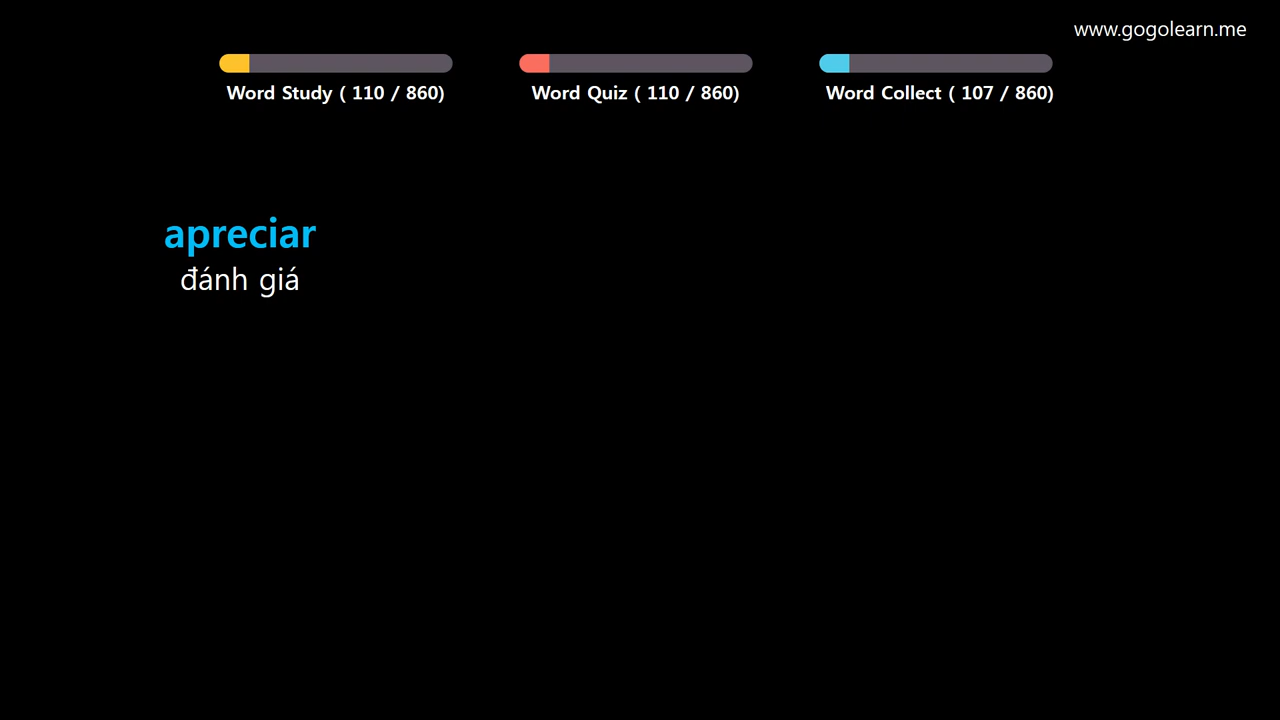 www.gogolearn.me
Word Study ( 110 / 860)
Word Quiz ( 110 / 860)
Word Collect ( 107 / 860)
apreciar
đánh giá